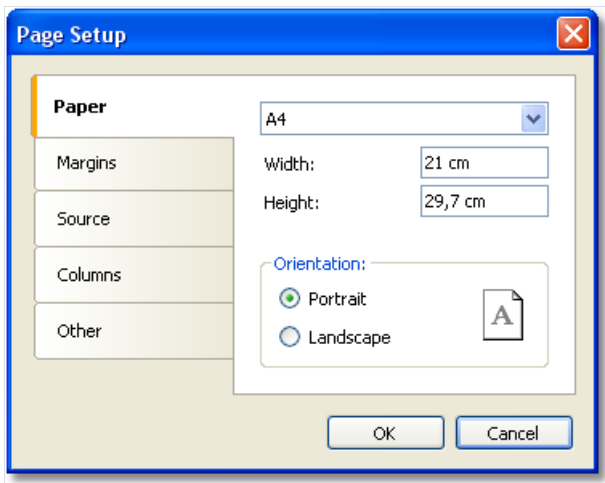 Page Setup
Paper
Margins
Source
Columns
Other
A4
Width: 21 cm
Height: 29,7 cm
Orientation:
Portrait
Landscape
A
OK Cancel